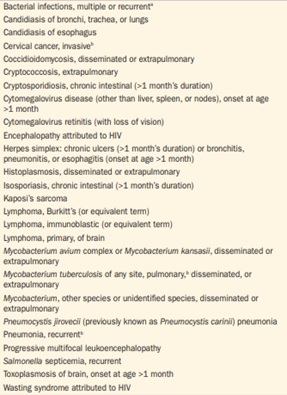 Bacterial infections, multiple or recurrentᵃ
Candidiasis of bronchi, trachea, or lungs
Candidiasis of esophagus
Cervical cancer, invasiveᵇ
Coccidioidomycosis, disseminated or extrapulmonary
Cryptococcosis, extrapulmonary
Cryptosporidiosis, chronic intestinal (>1 month's duration)
Cytomegalovirus disease (other than liver, spleen, or nodes), onset at age
>1 month
Cytomegalovirus retinitis (with loss of vision)
Encephalopathy attributed to HIV
Herpes simplex: chronic ulcers (>1 month's duration) or bronchitis,
pneumonitis, or esophagitis (onset at age >1 month)
Histoplasmosis, disseminated or extrapulmonary
Isosporiasis, chronic intestinal (>1 month's duration)
Kaposi's sarcoma
Lymphoma, Burkitt's (or equivalent term)
Lymphoma, immunoblastic (or equivalent term)
Lymphoma, primary, of brain
Mycobacterium avium complex or Mycobacterium kansasii, disseminated or
extrapulmonary
Mycobacterium tuberculosis of any site, pulmonary,ᵇ disseminated, or
extrapulmonary
Mycobacterium, other species or unidentified species, disseminated or
extrapulmonary
Pneumocystis jirovecii (previously known as Pneumocystis carinii) pneumonia
Pneumonia, recurrentᵇ
Progressive multifocal leukoencephalopathy
Salmonella septicemia, recurrent
Toxoplasmosis of brain, onset at age >1 month
Wasting syndrome attributed to HIV